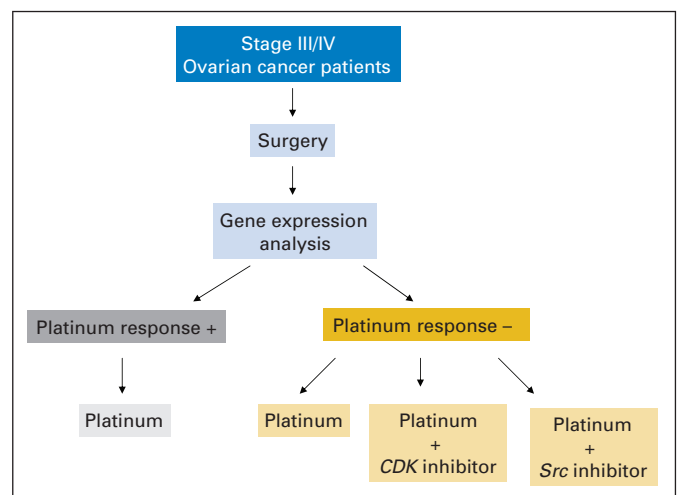 Stage III/IV
Ovarian cancer patients
Surgery
Gene expression
analysis
Platinum response +
Platinum response –
Platinum
Platinum
Platinum
+
CDK inhibitor
Platinum
+
Src inhibitor